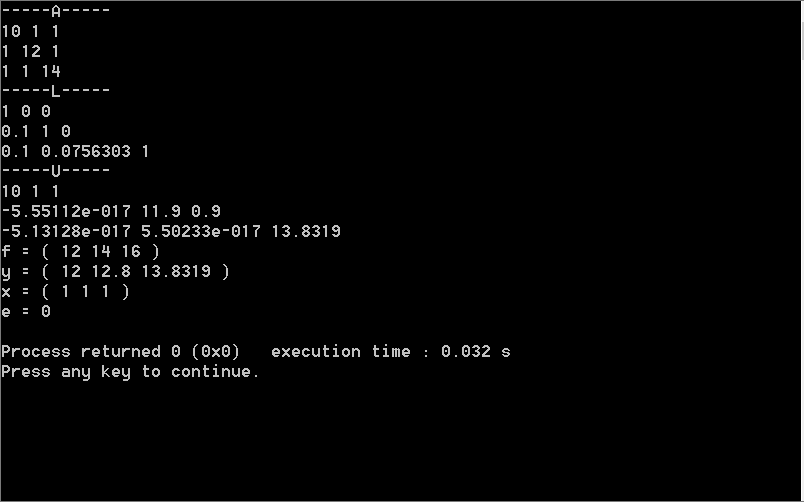 -----A-----
10 1 1
1 12 1
1 1 14
-----L-----
1 0 0
0.1 1 0
0.1 0.0756303 1
-----U-----
10 1 1
-5.55112e-017 11.9 0.9
-5.13128e-017 5.50233e-017 13.8319
f = ( 12 14 16 )
y = ( 12 12.8 13.8319 )
x = ( 1 1 1 )
e = 0
Process returned 0 (0x0)   execution time : 0.032 s
Press any key to continue.